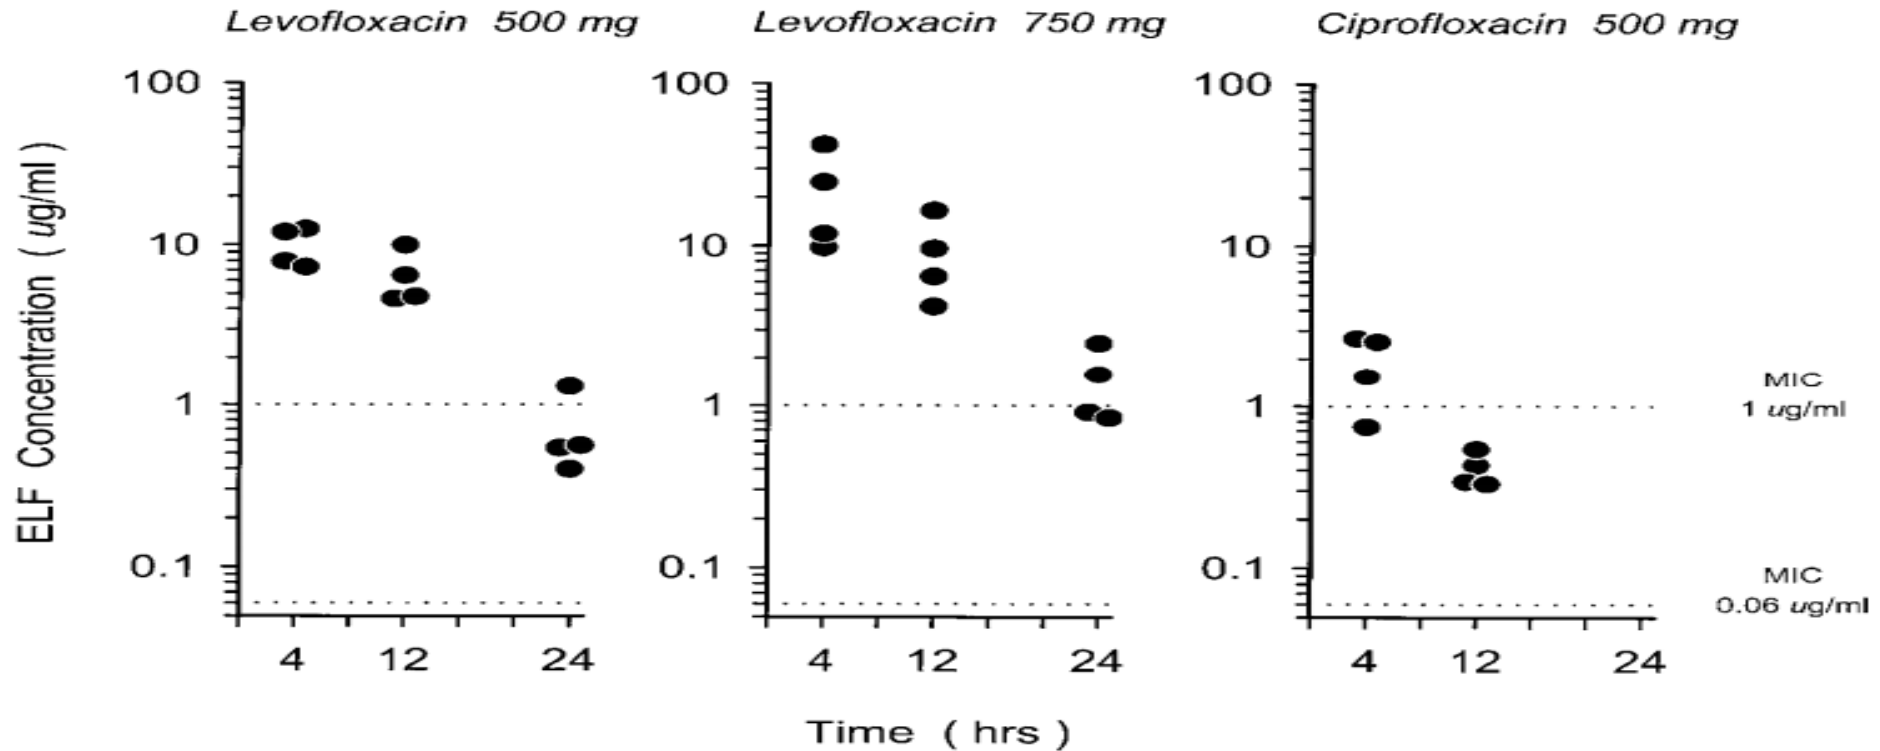 Levofloxacin 500 mg
Levofloxacin 750 mg
Ciprofloxacin 500 mg
ELF Concentration ( ug/ml )
100
10
1
0.1
4 12 24
100
10
1
0.1
4 12 24
100
10
1
0.1
4 12 24
MIC
1 ug/ml
MIC
0.06 ug/ml
Time ( hrs )